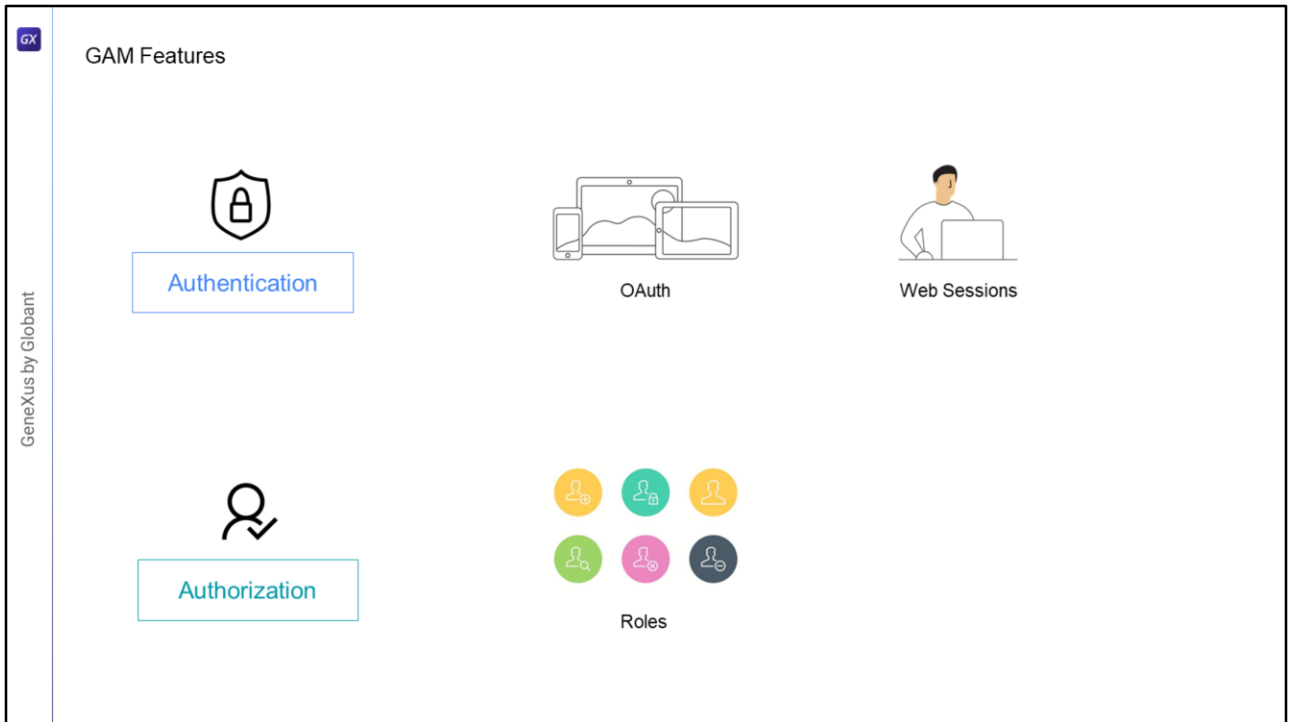 GX
GAM Features
Authentication
OAuth
Web Sessions
GeneXus by Globant
Authorization
Roles